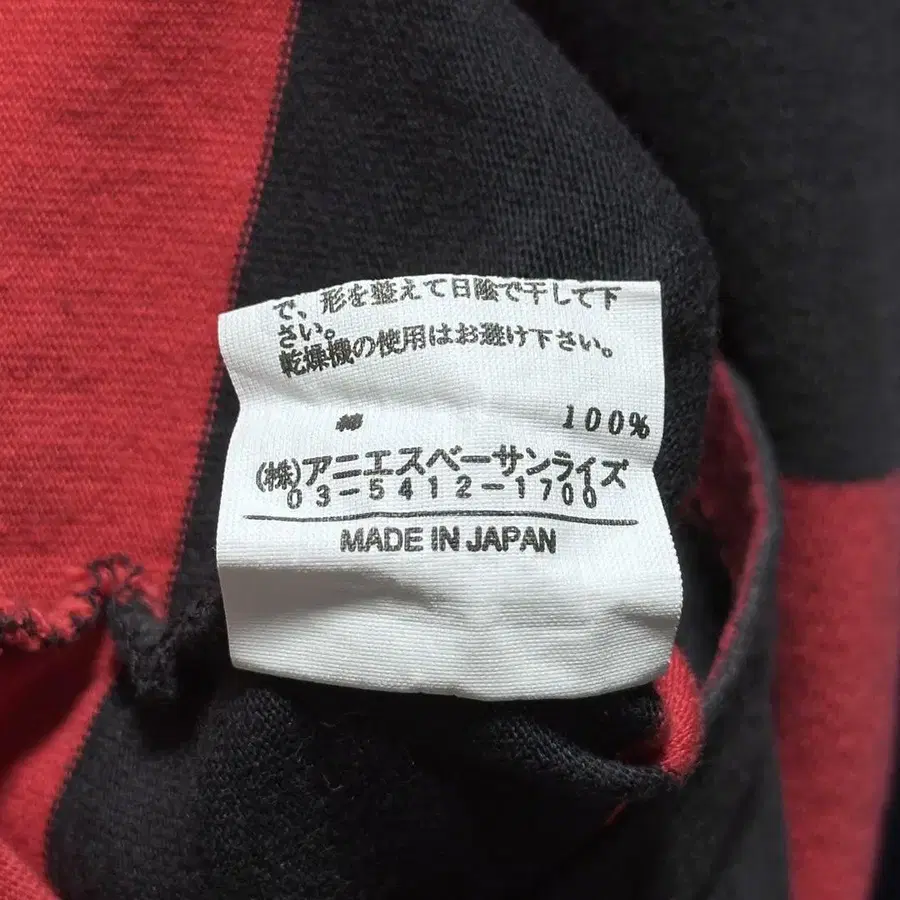 で、形を整えて日陰で干して下
さい。
乾燥機の使用はお避け下さい。
綿 100%
(株)アニエスベーサンライズ
03-5412-1700
MADE IN JAPAN